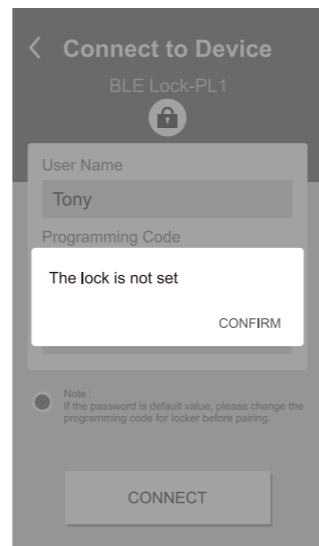 Connect to Device
BLE Lock-PL1
User Name
Tony
Programming Code
The lock is not set
CONFIRM
Note :
If the password is default value, please change the
programming code for locker before pairing.
CONNECT